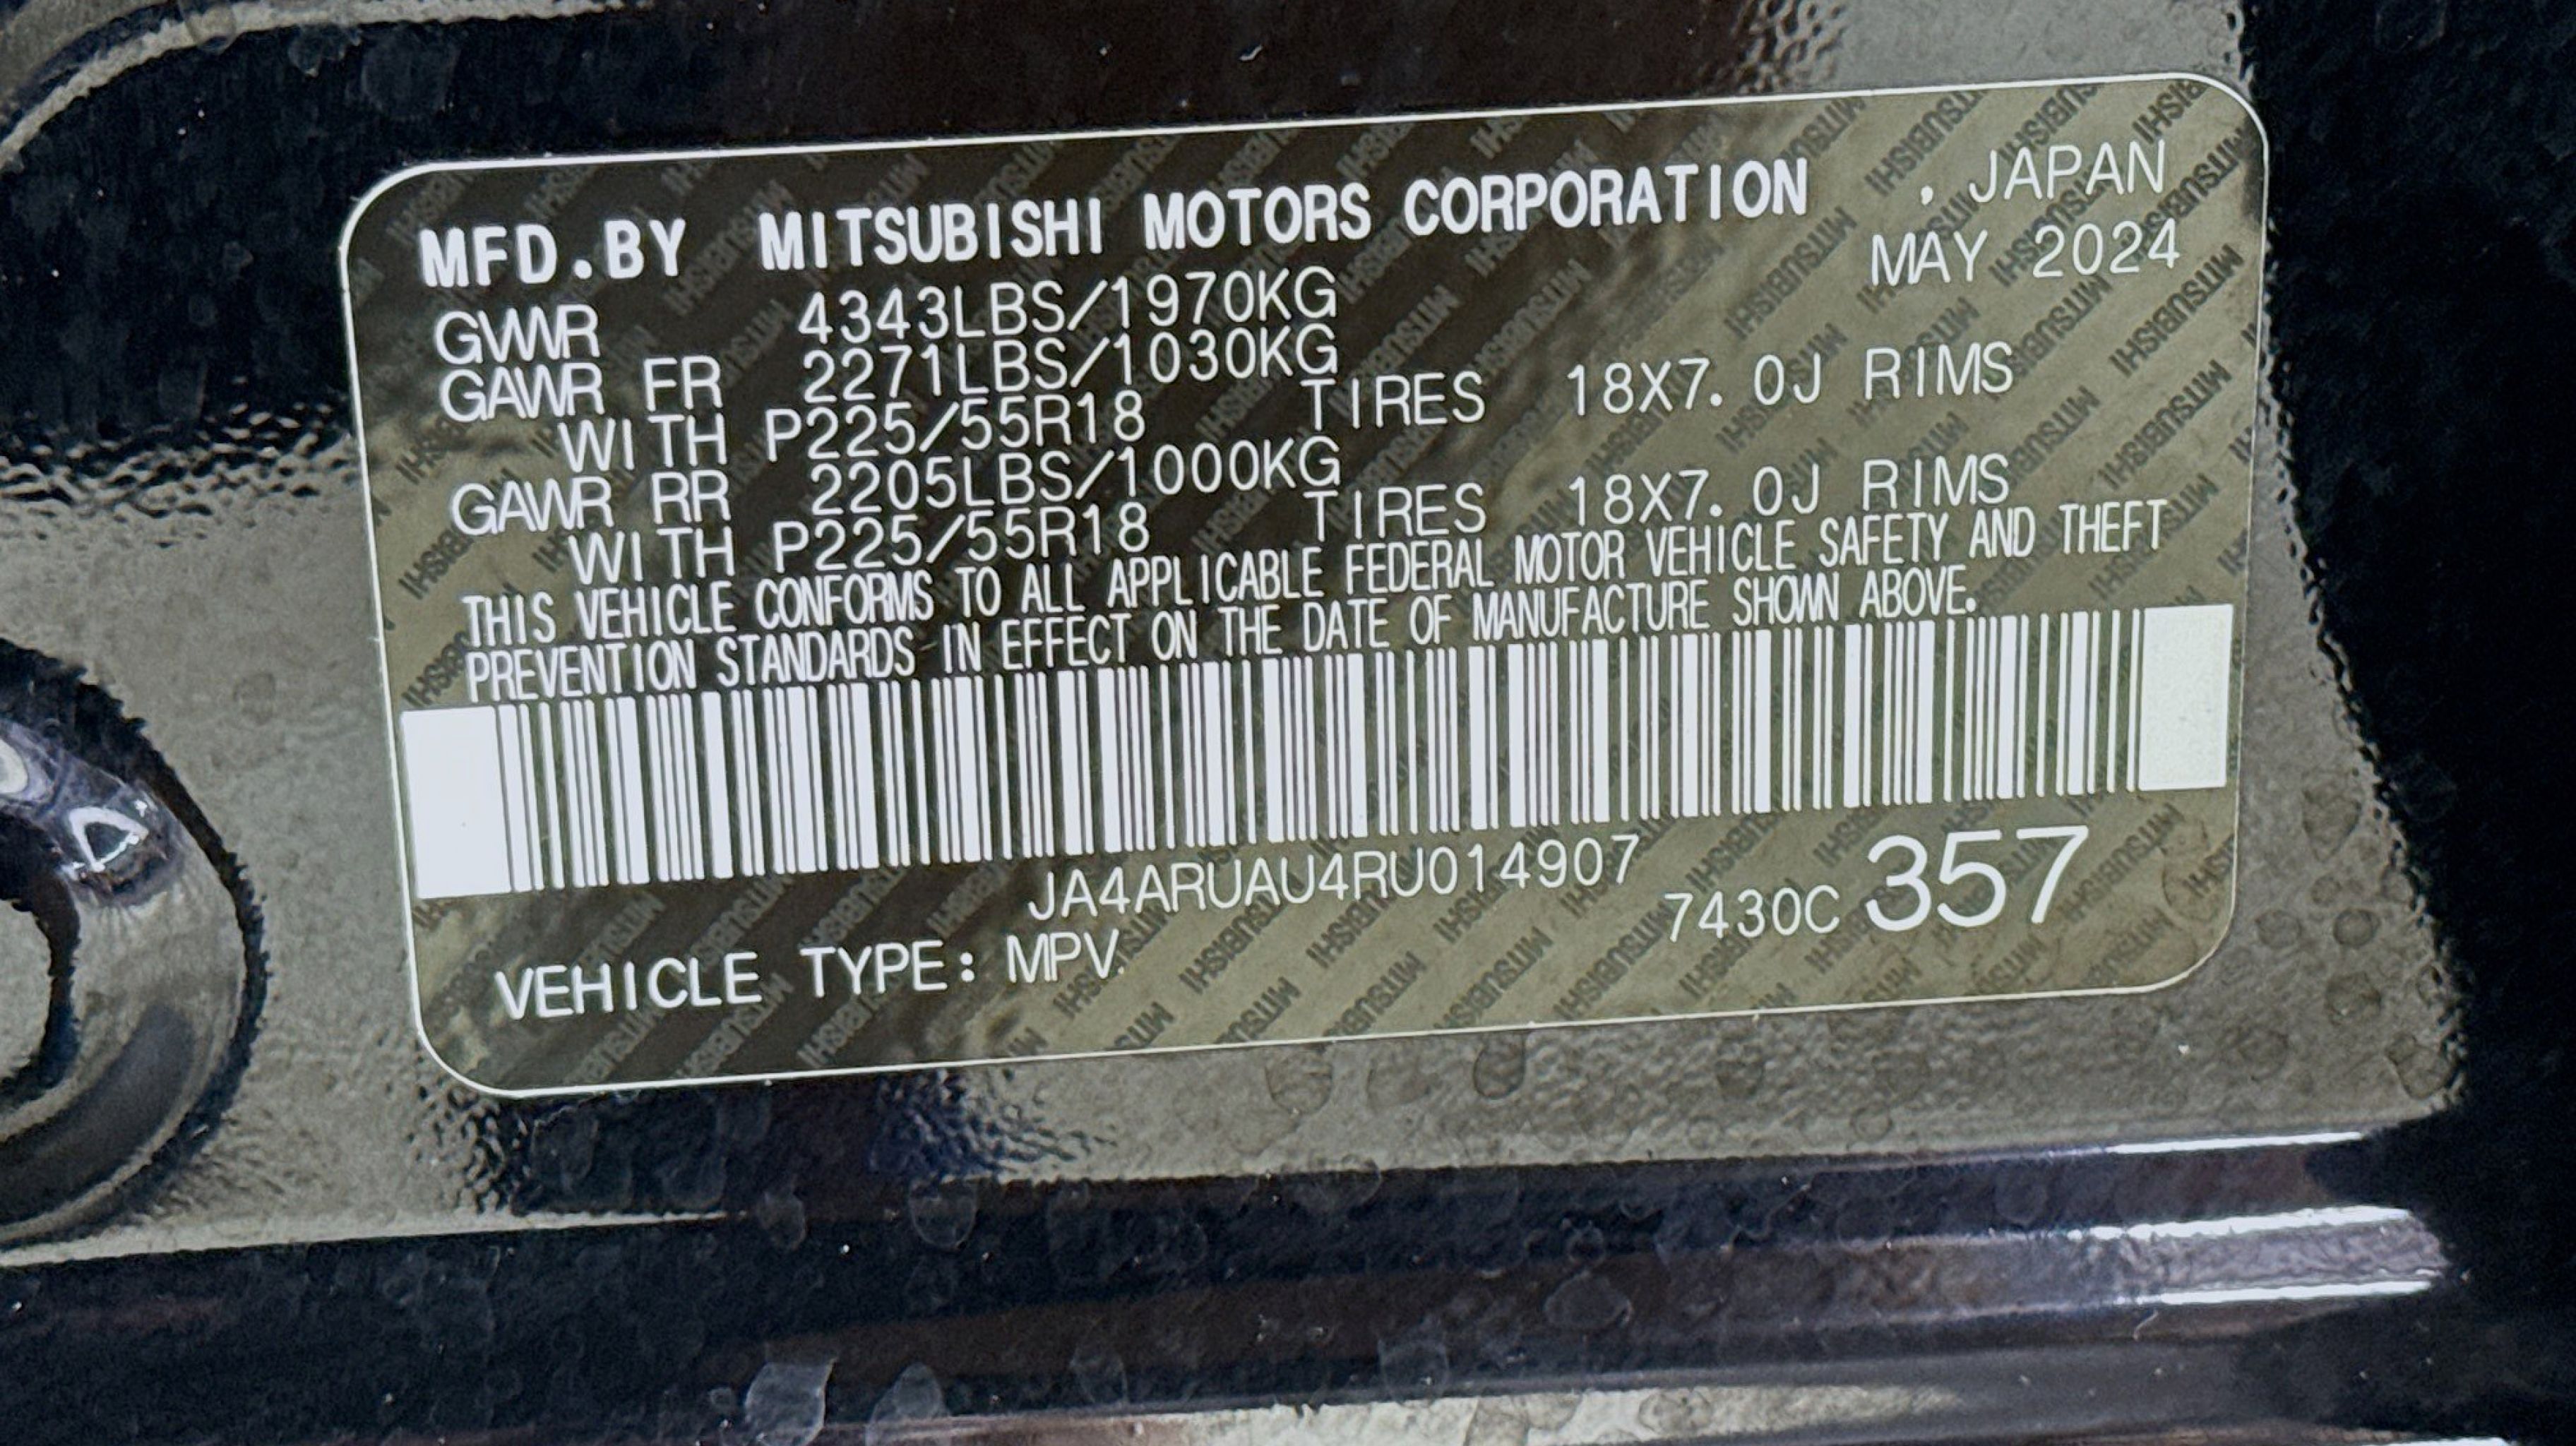 MFD.BY MITSUBISHI MOTORS CORPORATION , JAPAN
MAY 2024
GVWR 4343LBS/1970KG
GAWR FR 2271LBS/1030KG
WITH P225/55R18 TIRES 18X7.0J RIMS
GAWR RR 2205LBS/1000KG
WITH P225/55R18 TIRES 18X7.0J RIMS
THIS VEHICLE CONFORMS TO ALL APPLICABLE FEDERAL MOTOR VEHICLE SAFETY AND THEFT
PREVENTION STANDARDS IN EFFECT ON THE DATE OF MANUFACTURE SHOWN ABOVE.
JA4ARUAU4RU014907
7430C 357
VEHICLE TYPE: MPV.